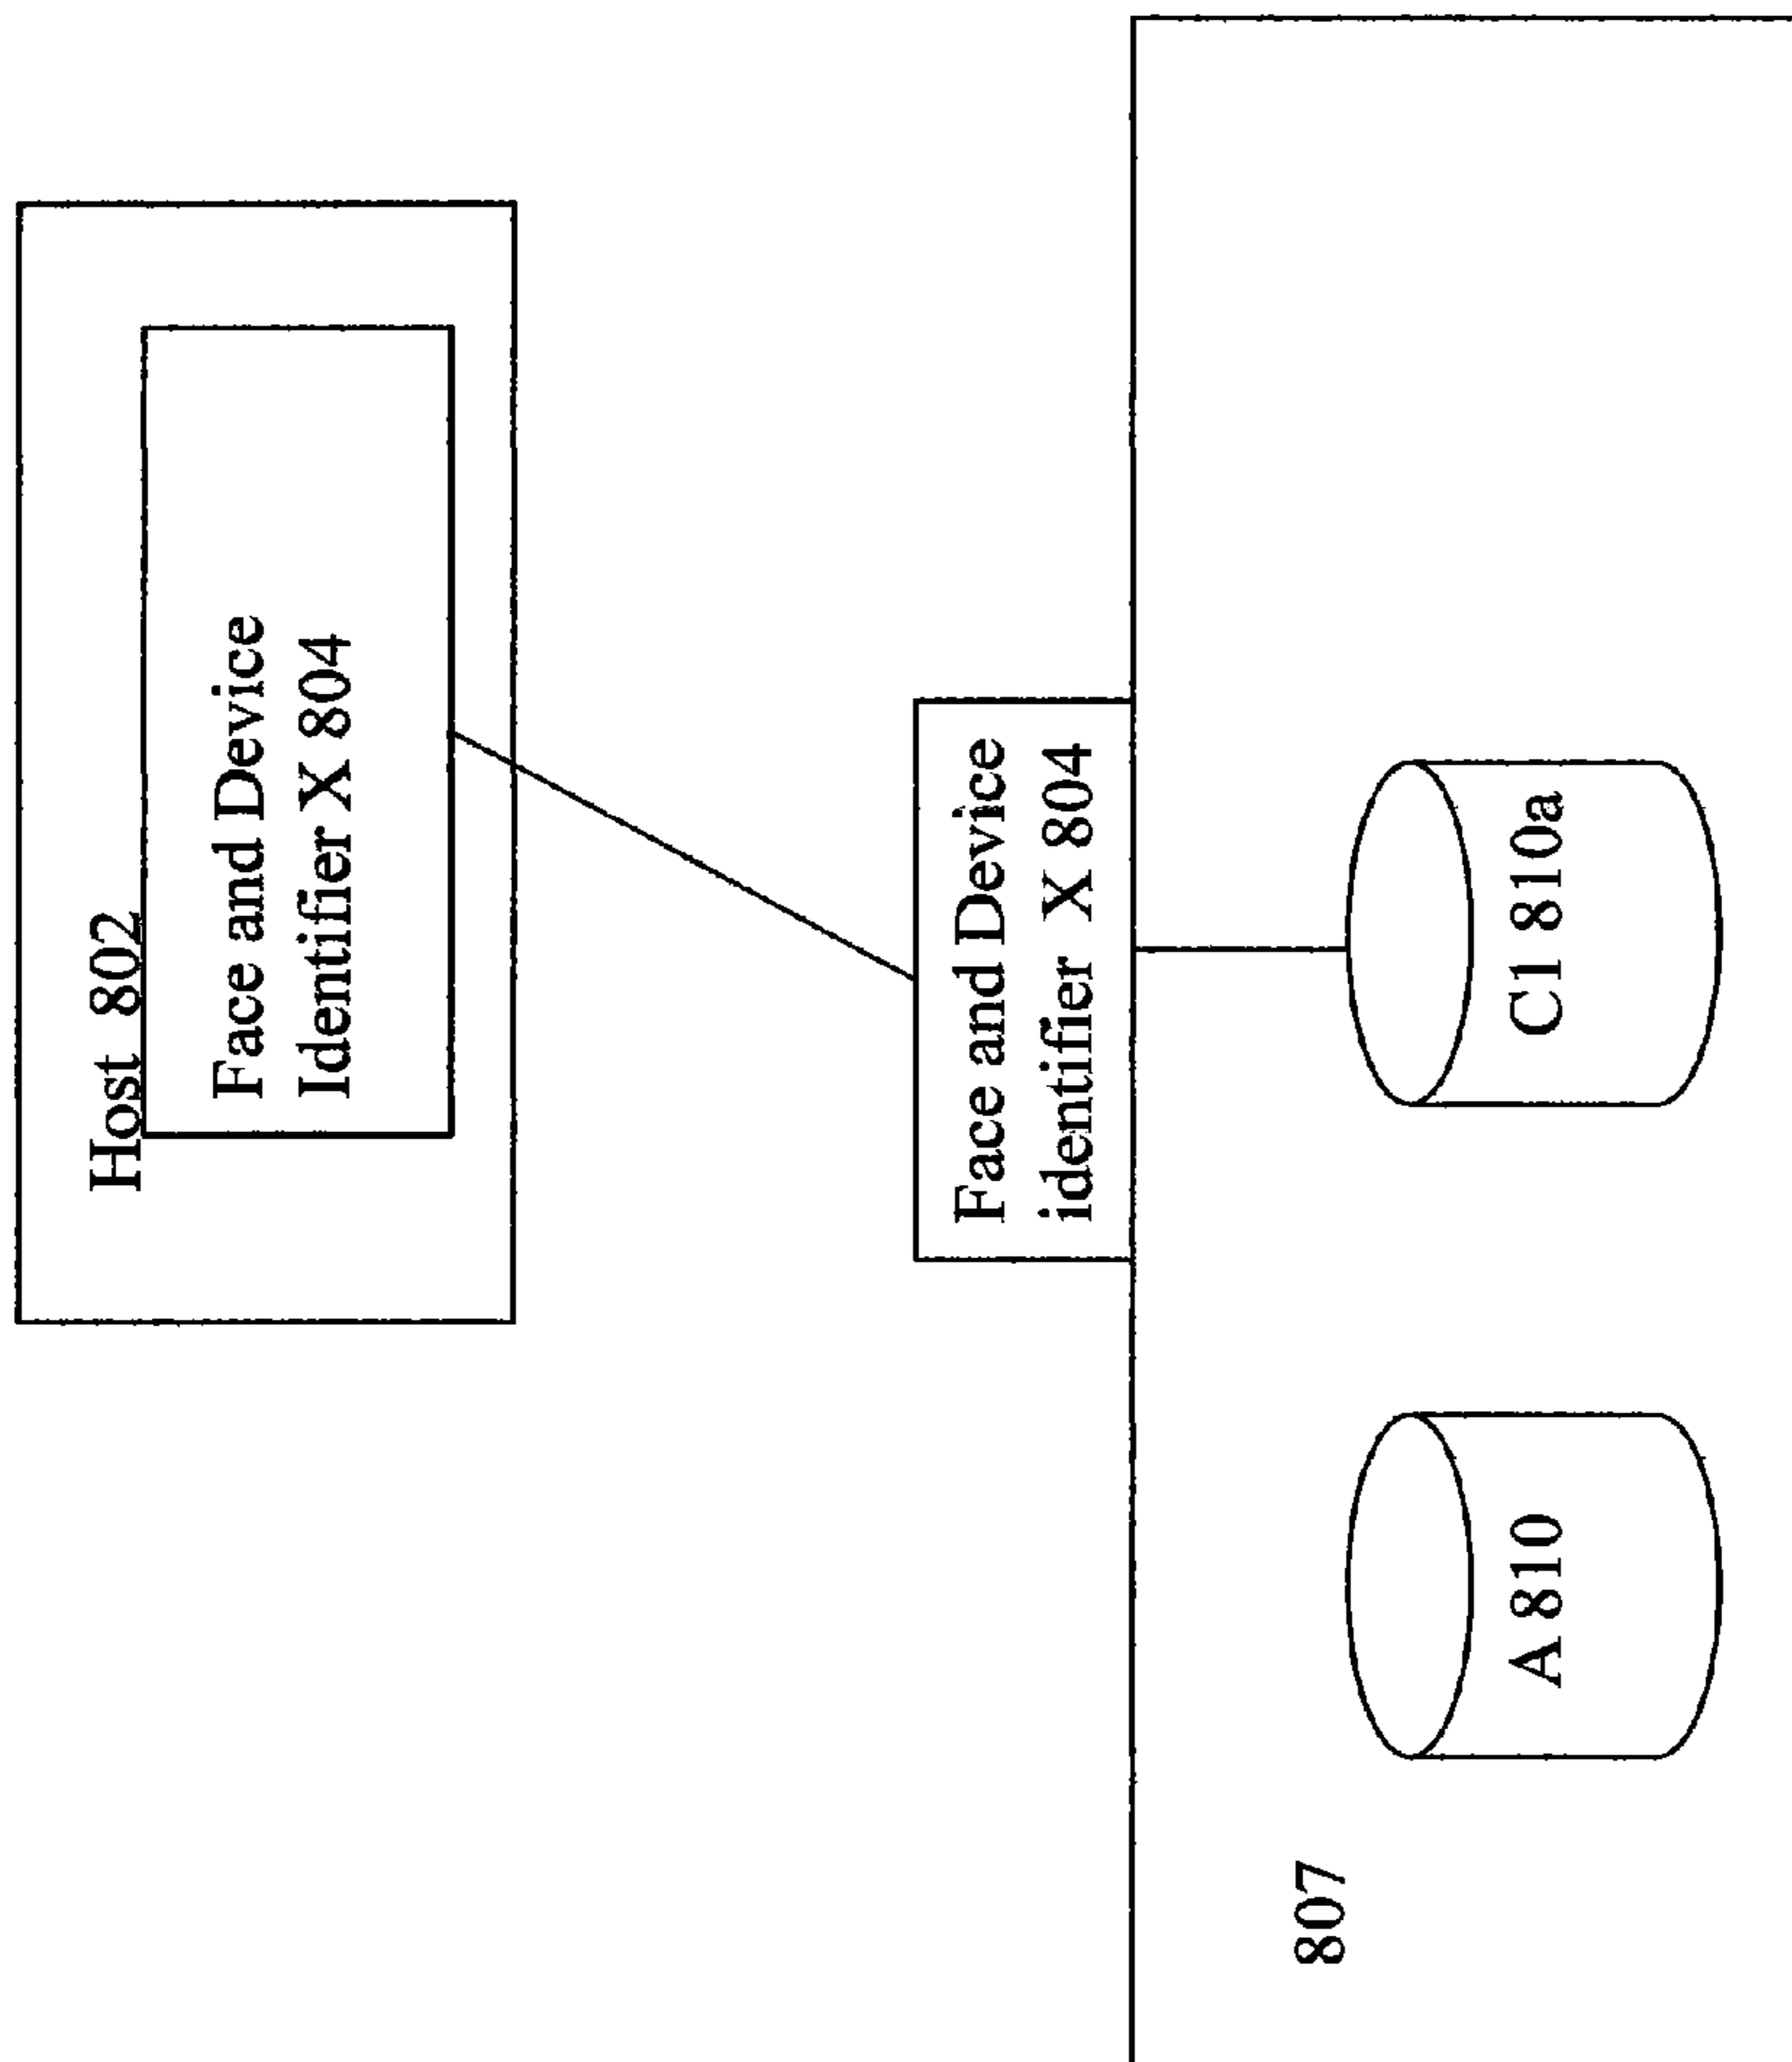 Host 802
Face and Device
Identifier X 804
Face and Device
identifier X 804
807
A 810
C1 810a